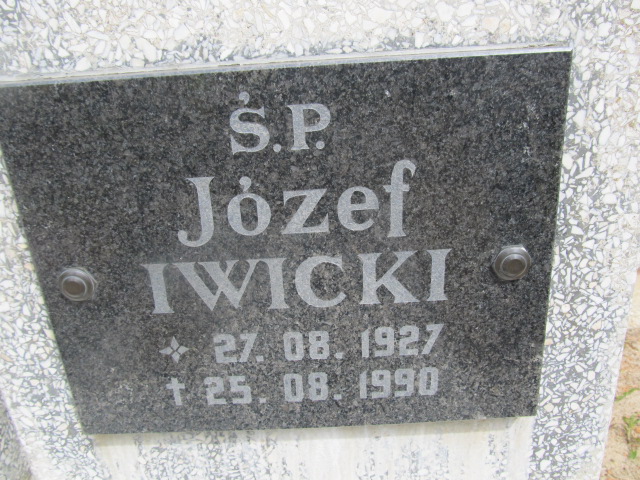 Ś.P.
Józef
IWICKI
27. 08. 1927
† 25. 08. 1990